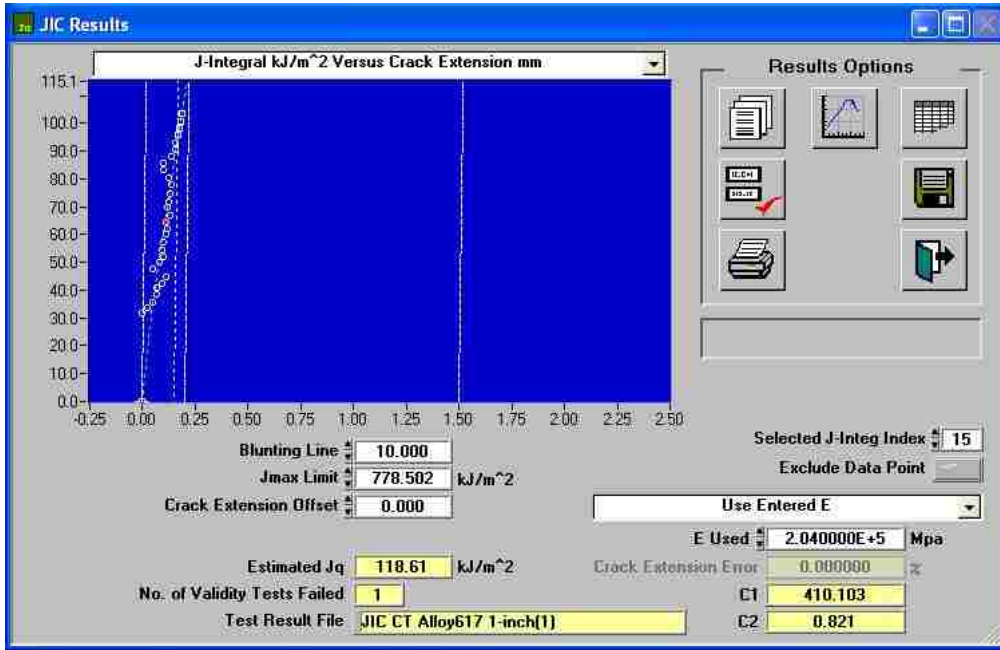 JIC Results
J-Integral kJ/m^2 Versus Crack Extension mm
115.1
100.0
90.0
80.0
70.0
60.0
50.0
40.0
30.0
20.0
10.0
0.0
-0.25 0.00 0.25 0.50 0.75 1.00 1.25 1.50 1.75 2.00 2.25 2.50
Results Options
Blunting Line 10.000
Jmax Limit 778.502 kJ/m^2
Crack Extension Offset 0.000
Selected J-Integ Index 15
Exclude Data Point
Use Entered E
E Used 2.040000E+5 Mpa
Estimated Jq 118.61 kJ/m^2
Crack Extension Error 0.000000 %
No. of Validity Tests Failed 1
C1 410.103
Test Result File JIC CT Alloy617 1-inch(1)
C2 0.821